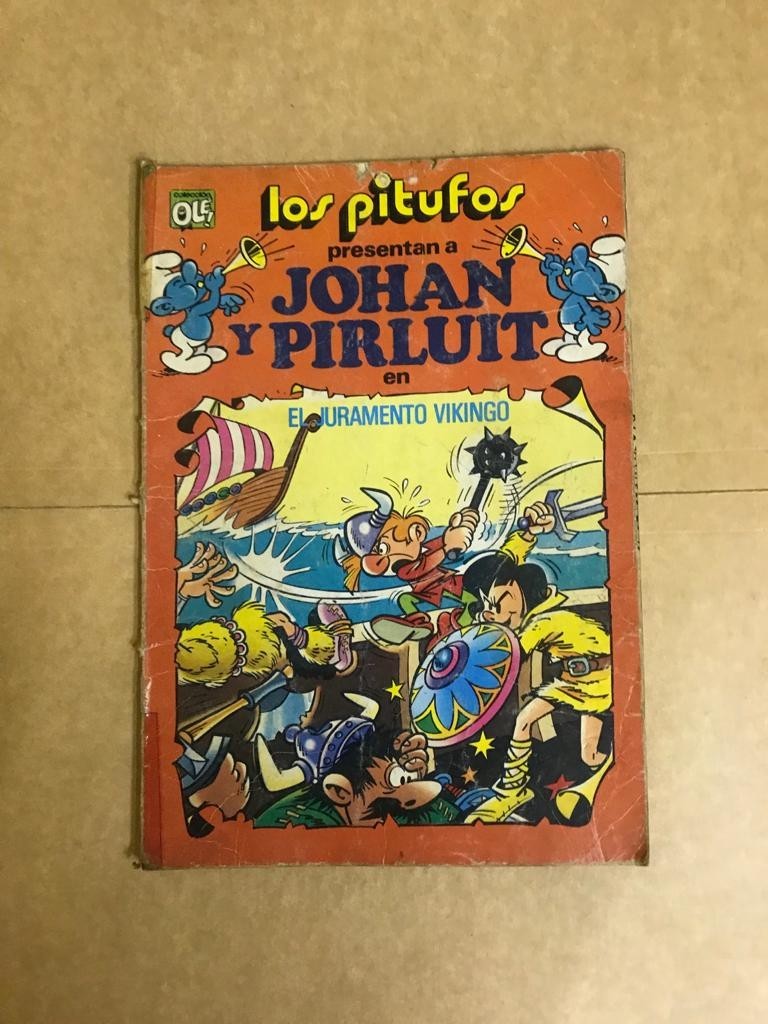 colección
OLÉ!
los pitufos
presentan a
JOHAN
Y PIRLUIT
en
EL JURAMENTO VIKINGO